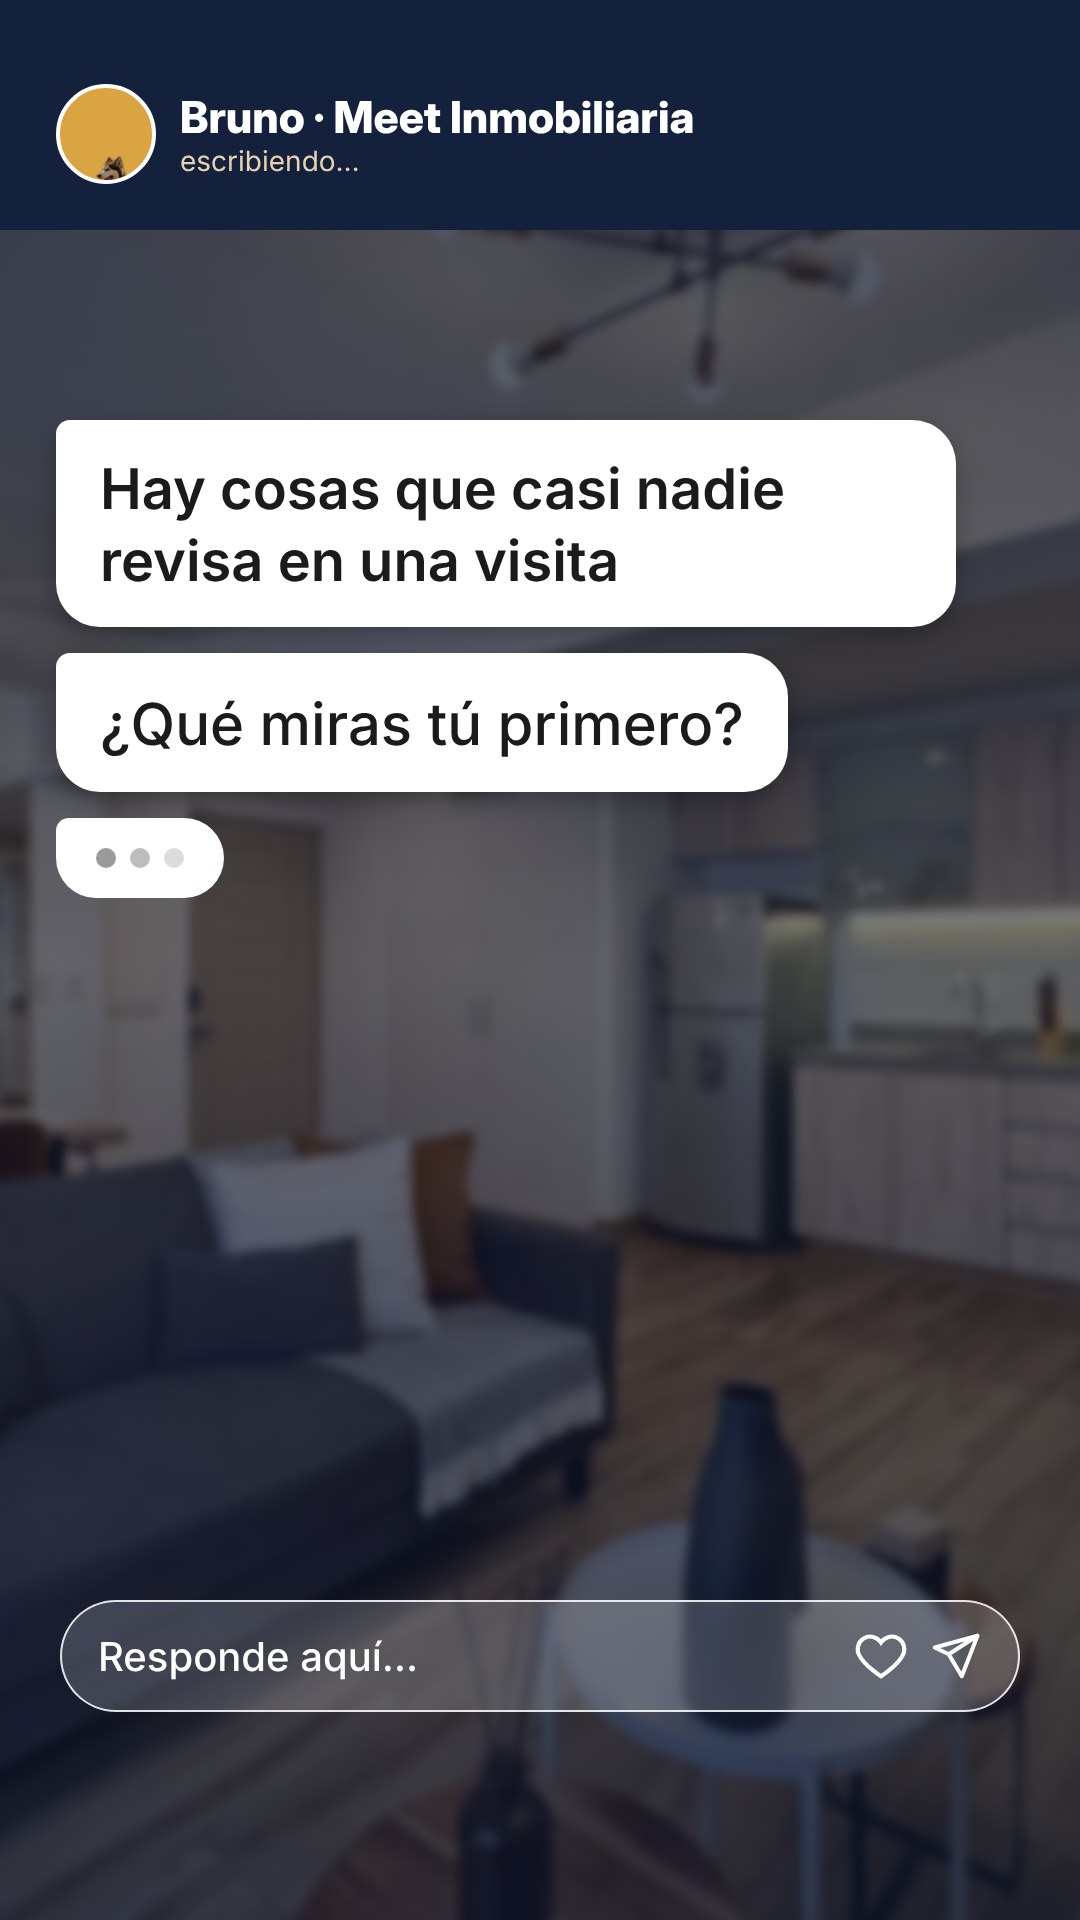 Bruno · Meet Inmobiliaria
escribiendo...
Hay cosas que casi nadie
revisa en una visita
¿Qué miras tú primero?
Responde aquí...